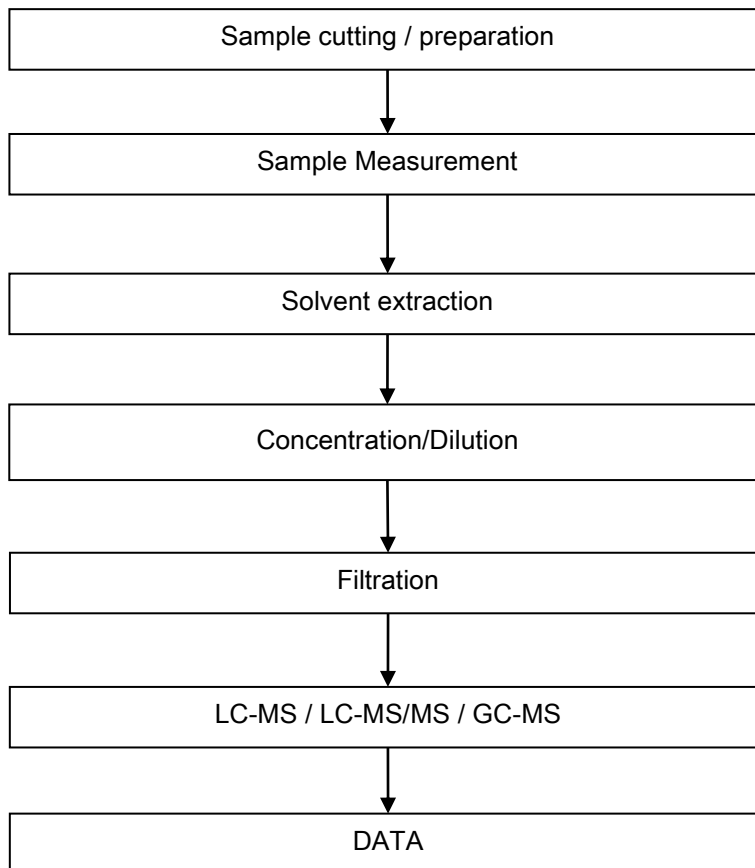 Sample cutting / preparation
Sample Measurement
Solvent extraction
Concentration/Dilution
Filtration
LC-MS / LC-MS/MS / GC-MS
DATA